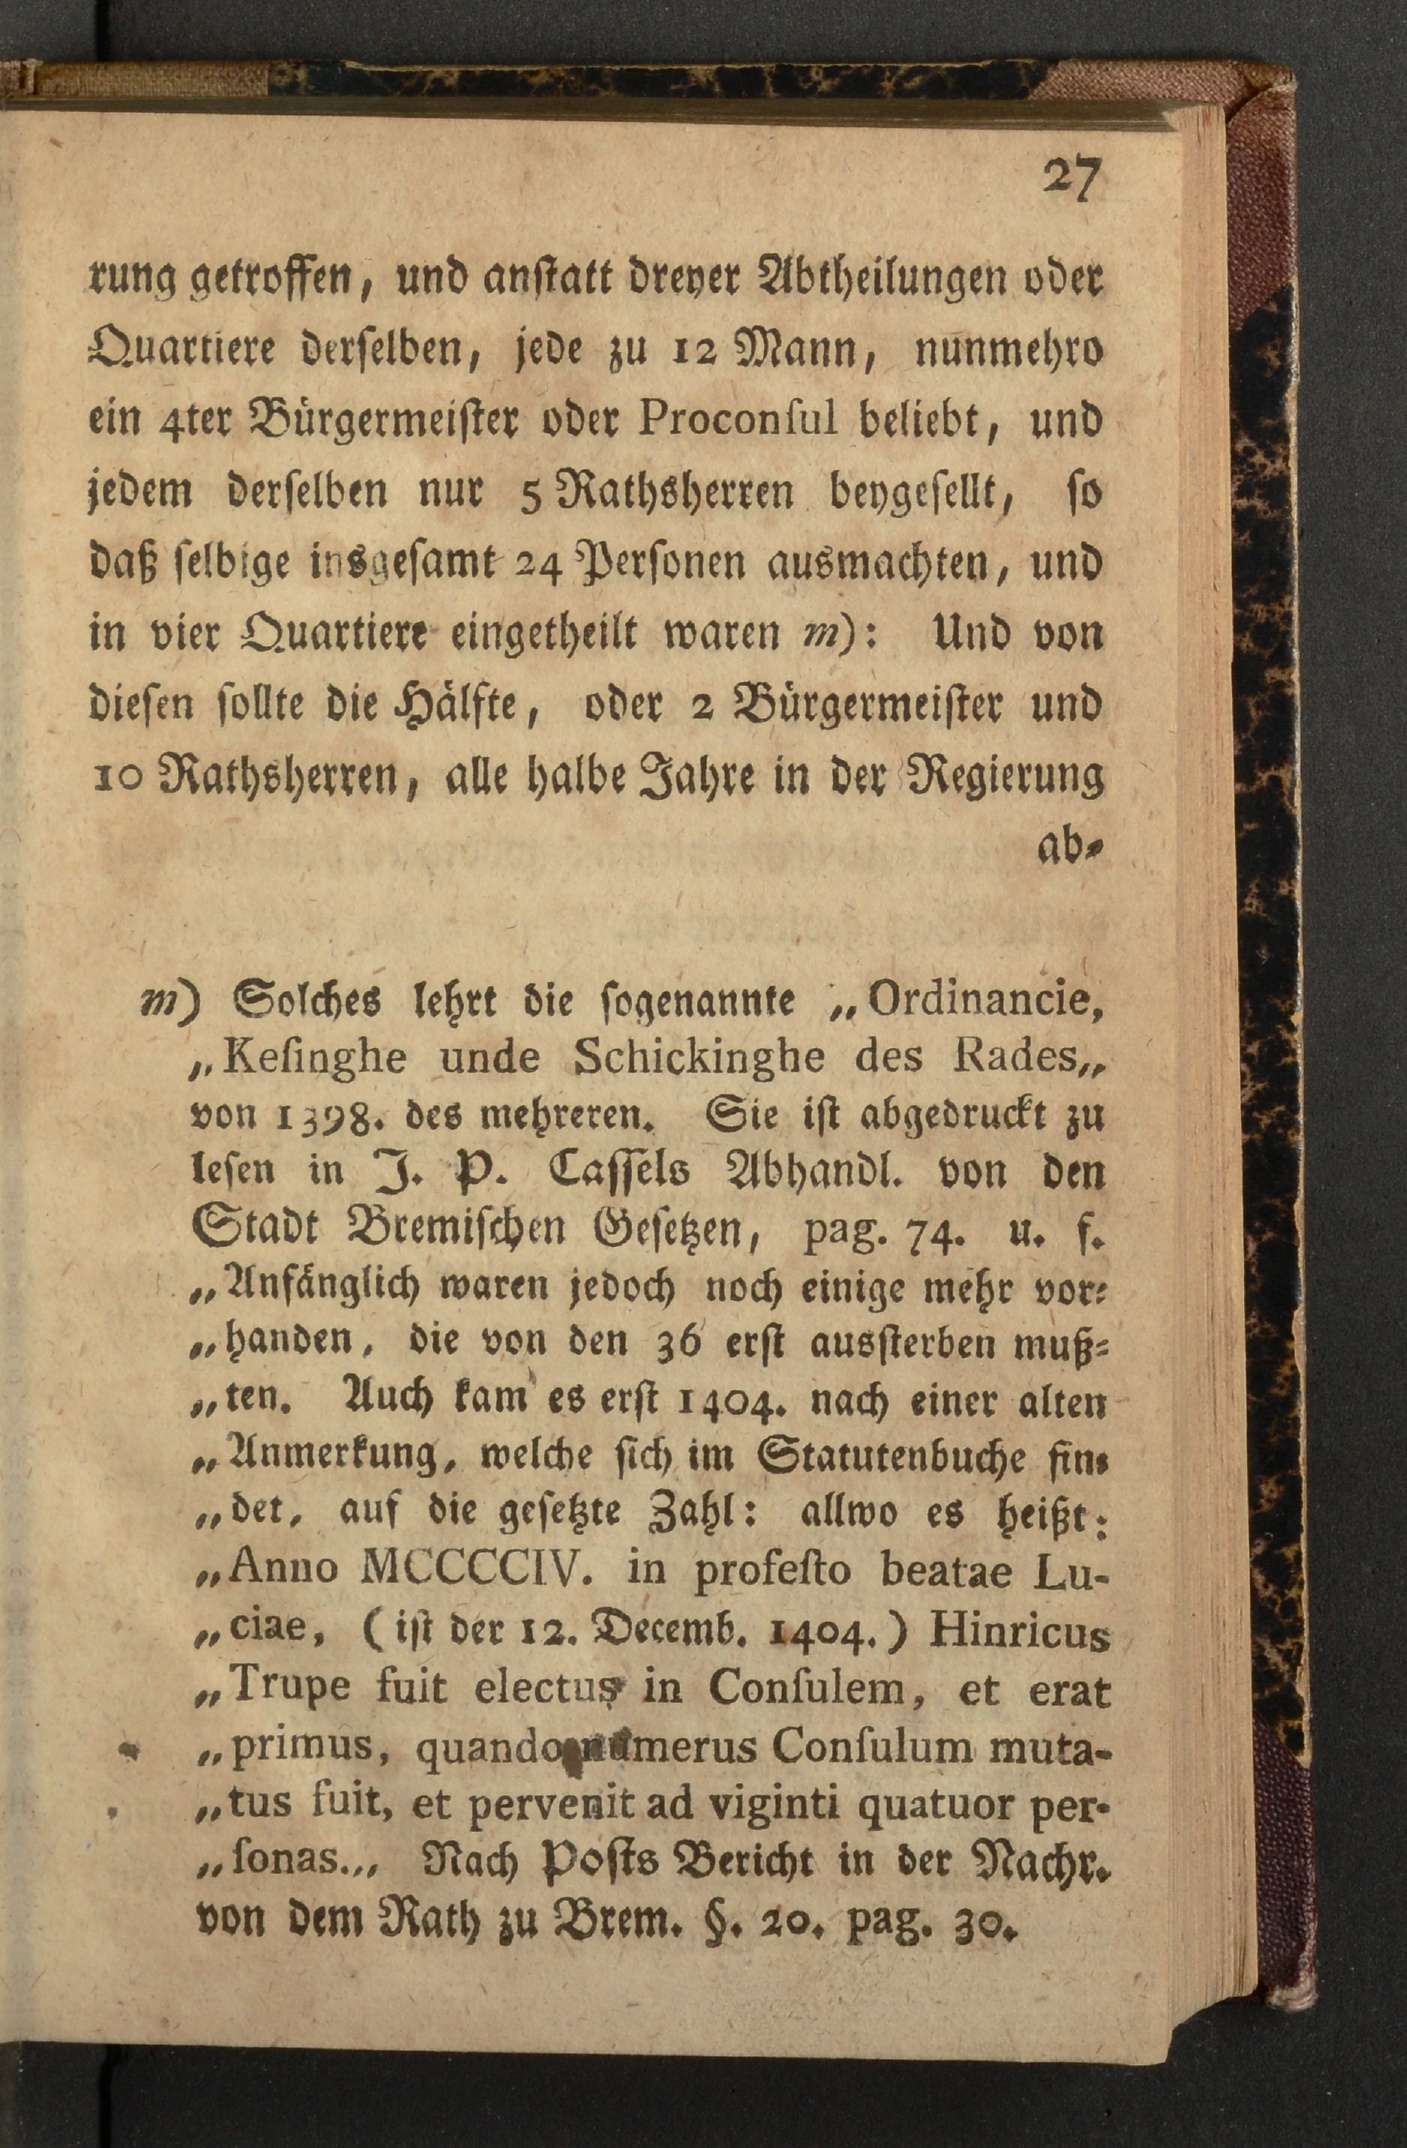 27
rung getroffen, und anstatt dreyer Abtheilungen oder
Quartiere derselben, jede zu 12 Mann, nunmehro
ein 4ter Bürgermeister oder Proconſul beliebt, und
jedem derselben nur 5 Rathsherren beygesellt, so
daß selbige insgesamt 24 Personen ausmachten, und
in vier Quartiere eingetheilt waren m): Und von
diesen sollte die Hälfte, oder 2 Bürgermeister und
10 Rathsherren, alle halbe Jahre in der Regierung
ab-
m) Solches lehrt die sogenannte „Ordinancie,
„Keſinghe unde Schickinghe des Rades„
von 1398. des mehreren. Sie ist abgedruckt zu
lesen in J. P. Cassels Abhandl. von den
Stadt Bremischen Gesetzen, pag. 74. u. f.
„Anfänglich waren jedoch noch einige mehr vor-
„handen, die von den 36 erst aussterben muß-
„ten. Auch kam es erst 1404. nach einer alten
„Anmerkung, welche sich im Statutenbuche fin-
„det, auf die gesetzte Zahl: allwo es heißt:
„Anno MCCCCIV. in profeſto beatae Lu-
„ciae, (ist der 12. Decemb. 1404.) Hinricus
„Trupe fuit electus in Conſulem, et erat
„primus, quando numerus Conſulum muta-
„tus fuit, et pervenit ad viginti quatuor per-
„ſonas.„ Nach Posts Bericht in der Nachr.
von dem Rath zu Brem. §. 20. pag. 30.